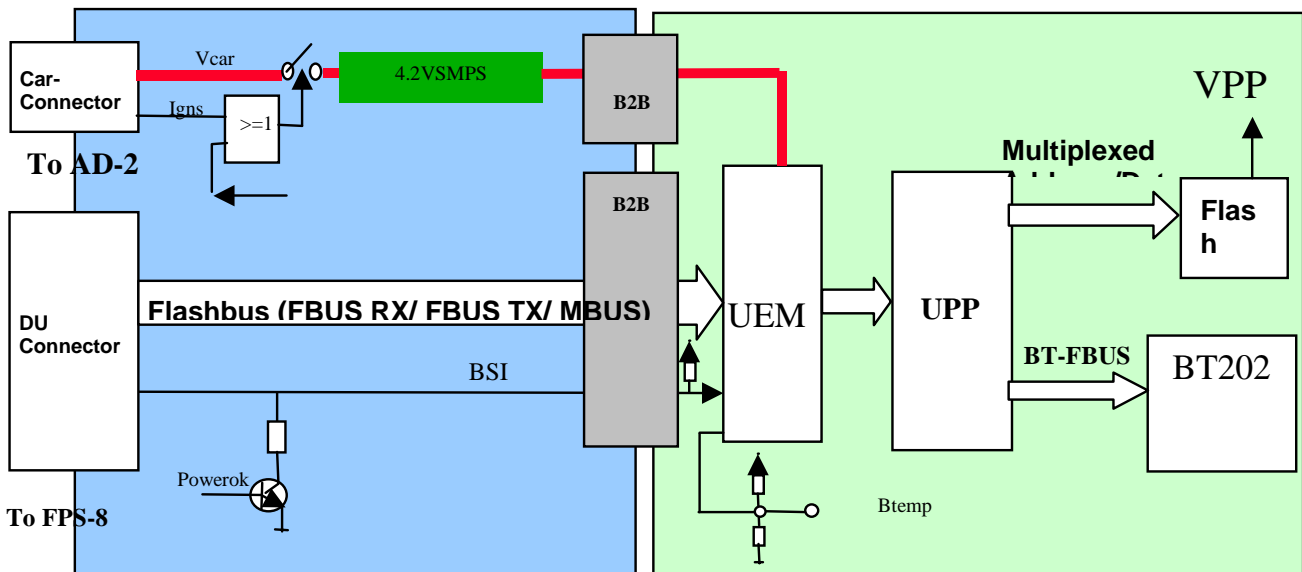 Car-
Connector
Vcar
Igns
>=1
4.2VSMPS
B2B
VPP
To AD-2
Multiplexed
B2B
Flas
h
DU
Connector
Flashbus (FBUS RX/ FBUS TX/ MBUS)
UEM
UPP
BSI
BT-FBUS
BT202
Powerok
To FPS-8
Btemp